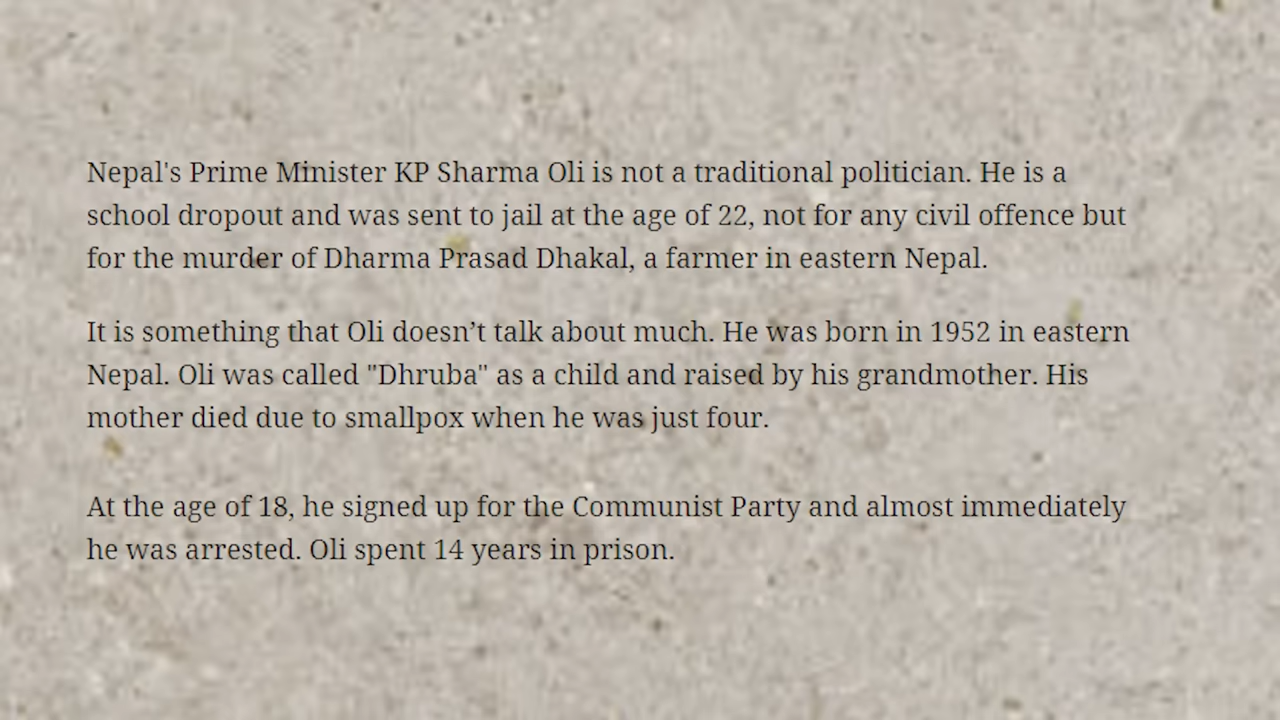 Nepal's Prime Minister KP Sharma Oli is not a traditional politician. He is a
school dropout and was sent to jail at the age of 22, not for any civil offence but
for the murder of Dharma Prasad Dhakal, a farmer in eastern Nepal.
It is something that Oli doesn’t talk about much. He was born in 1952 in eastern
Nepal. Oli was called "Dhruba" as a child and raised by his grandmother. His
mother died due to smallpox when he was just four.
At the age of 18, he signed up for the Communist Party and almost immediately
he was arrested. Oli spent 14 years in prison.